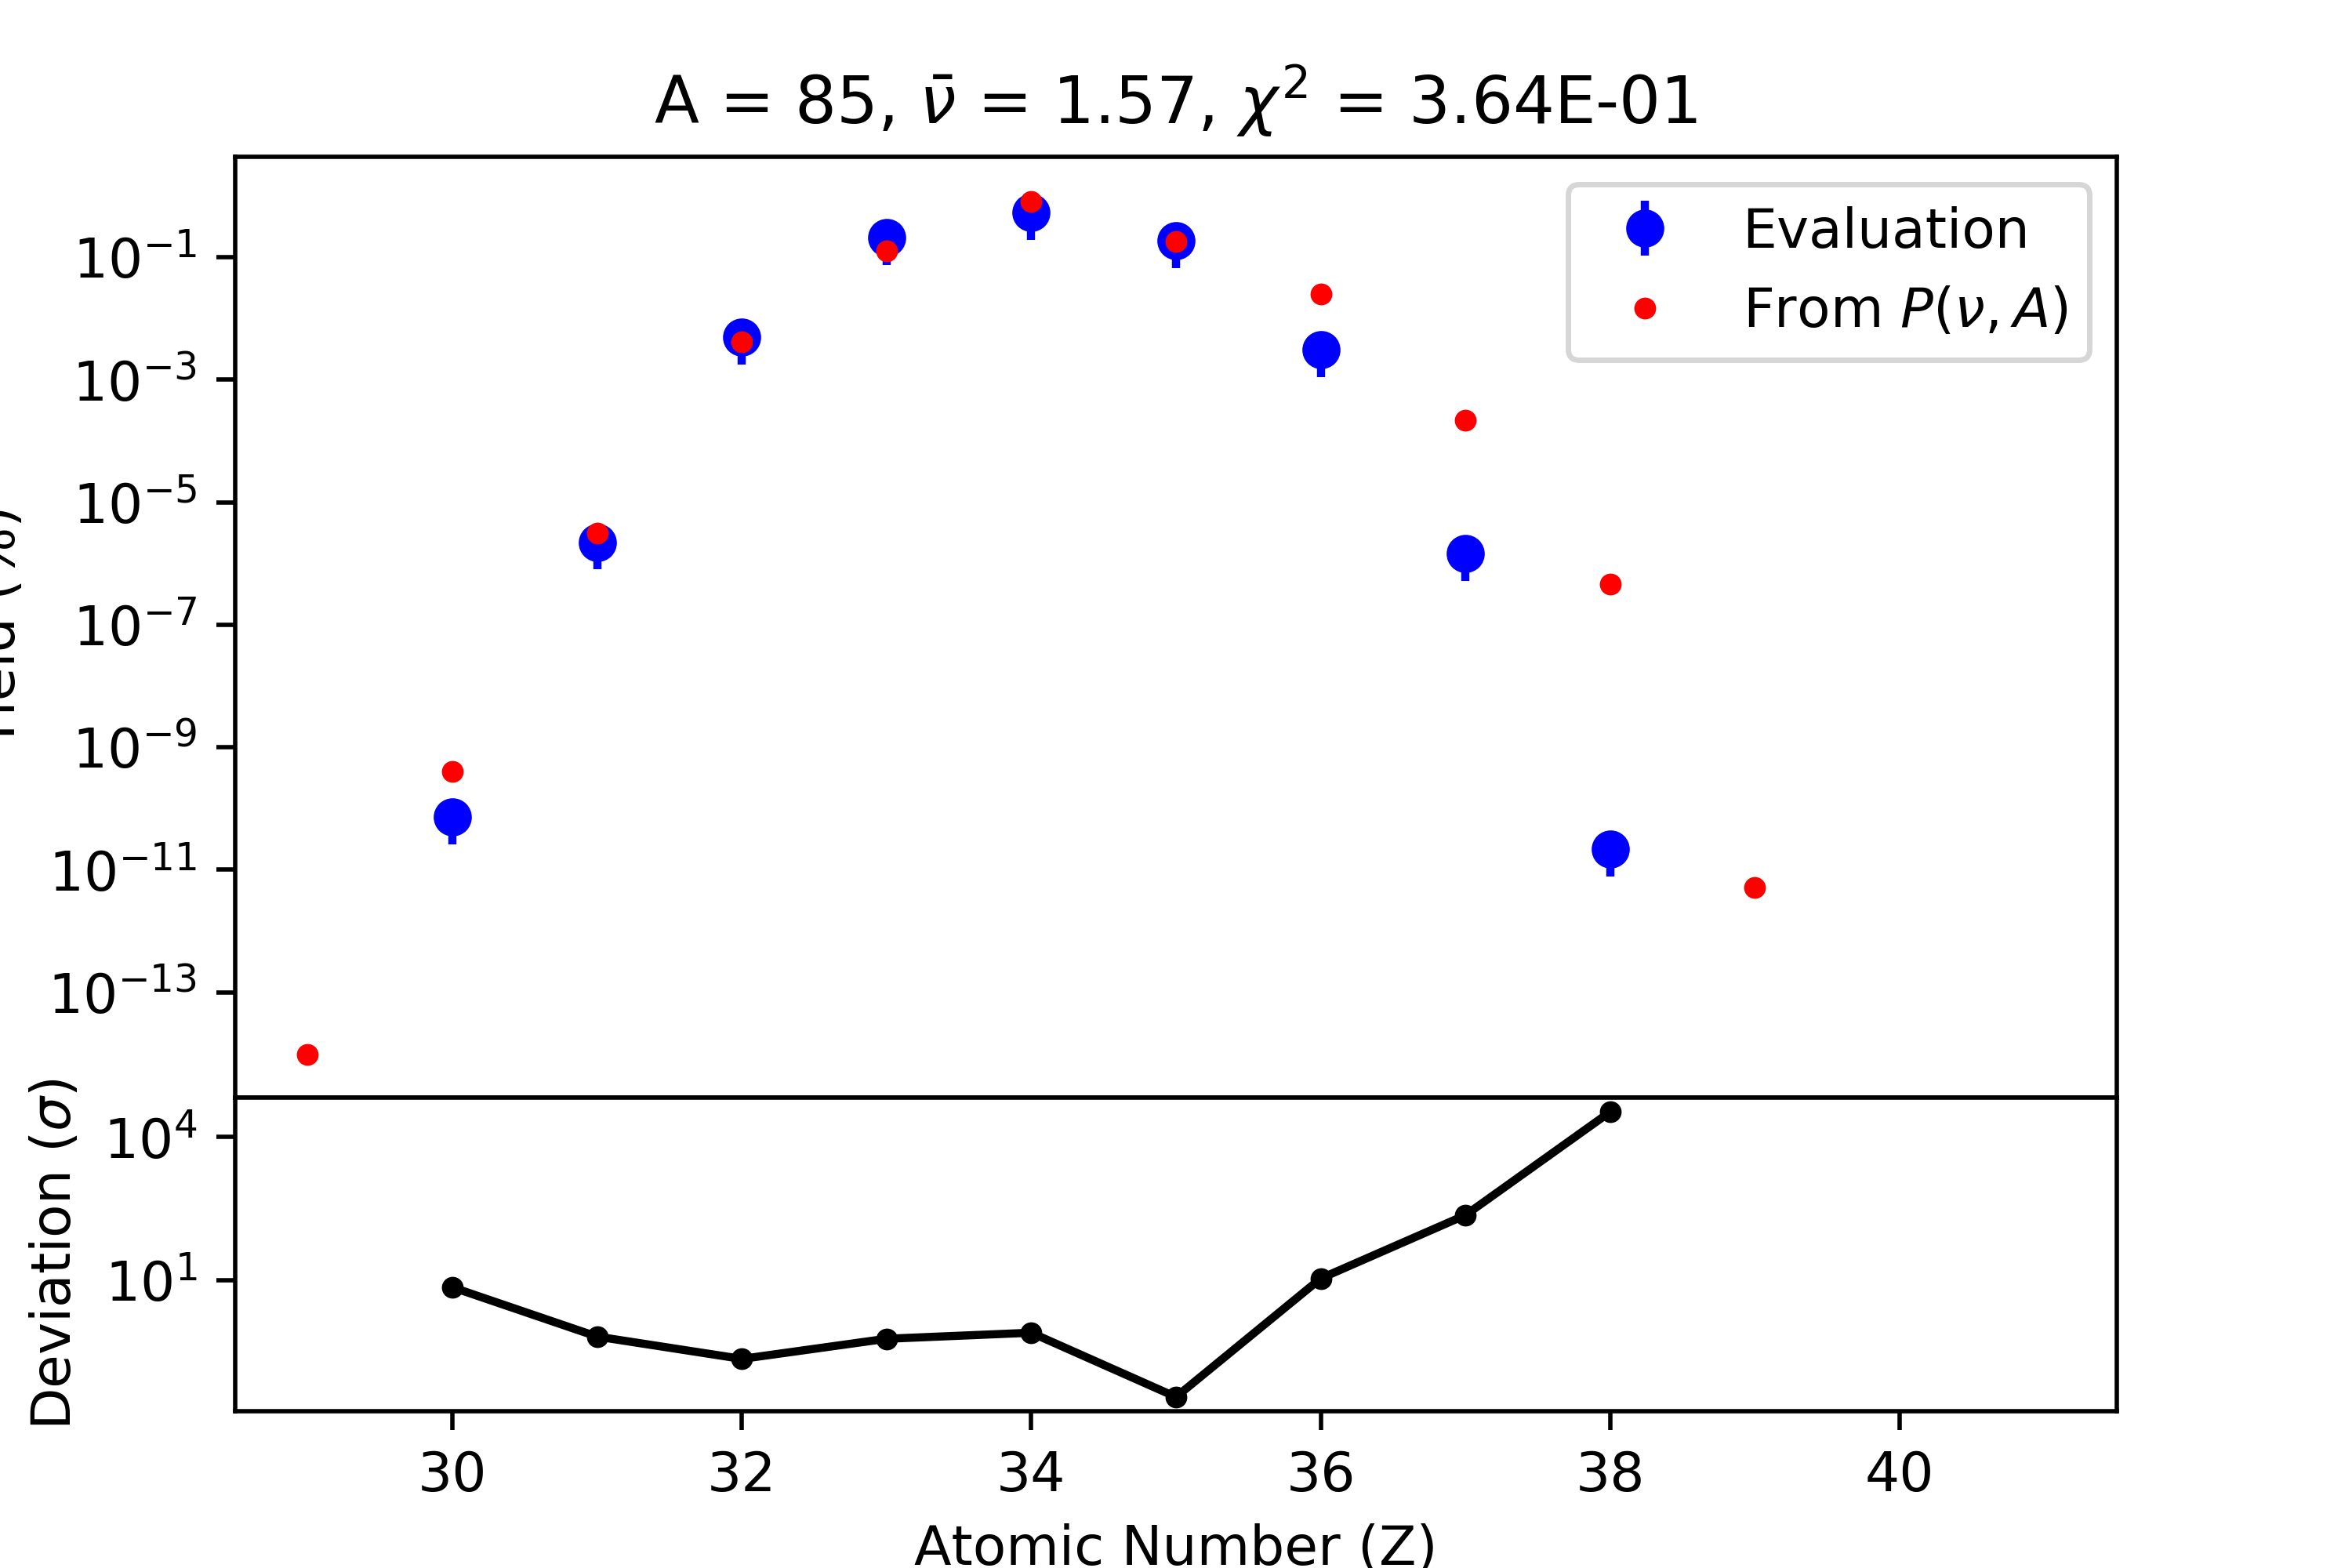 A = 85, ν̄ = 1.57, χ² = 3.64E-01
Evaluation
From P(ν, A)
10⁻¹
10⁻³
10⁻⁵
10⁻⁷
10⁻⁹
10⁻¹¹
10⁻¹³
(%)
Deviation (σ)
10⁴
10¹
30 32 34 36 38 40
Atomic Number (Z)